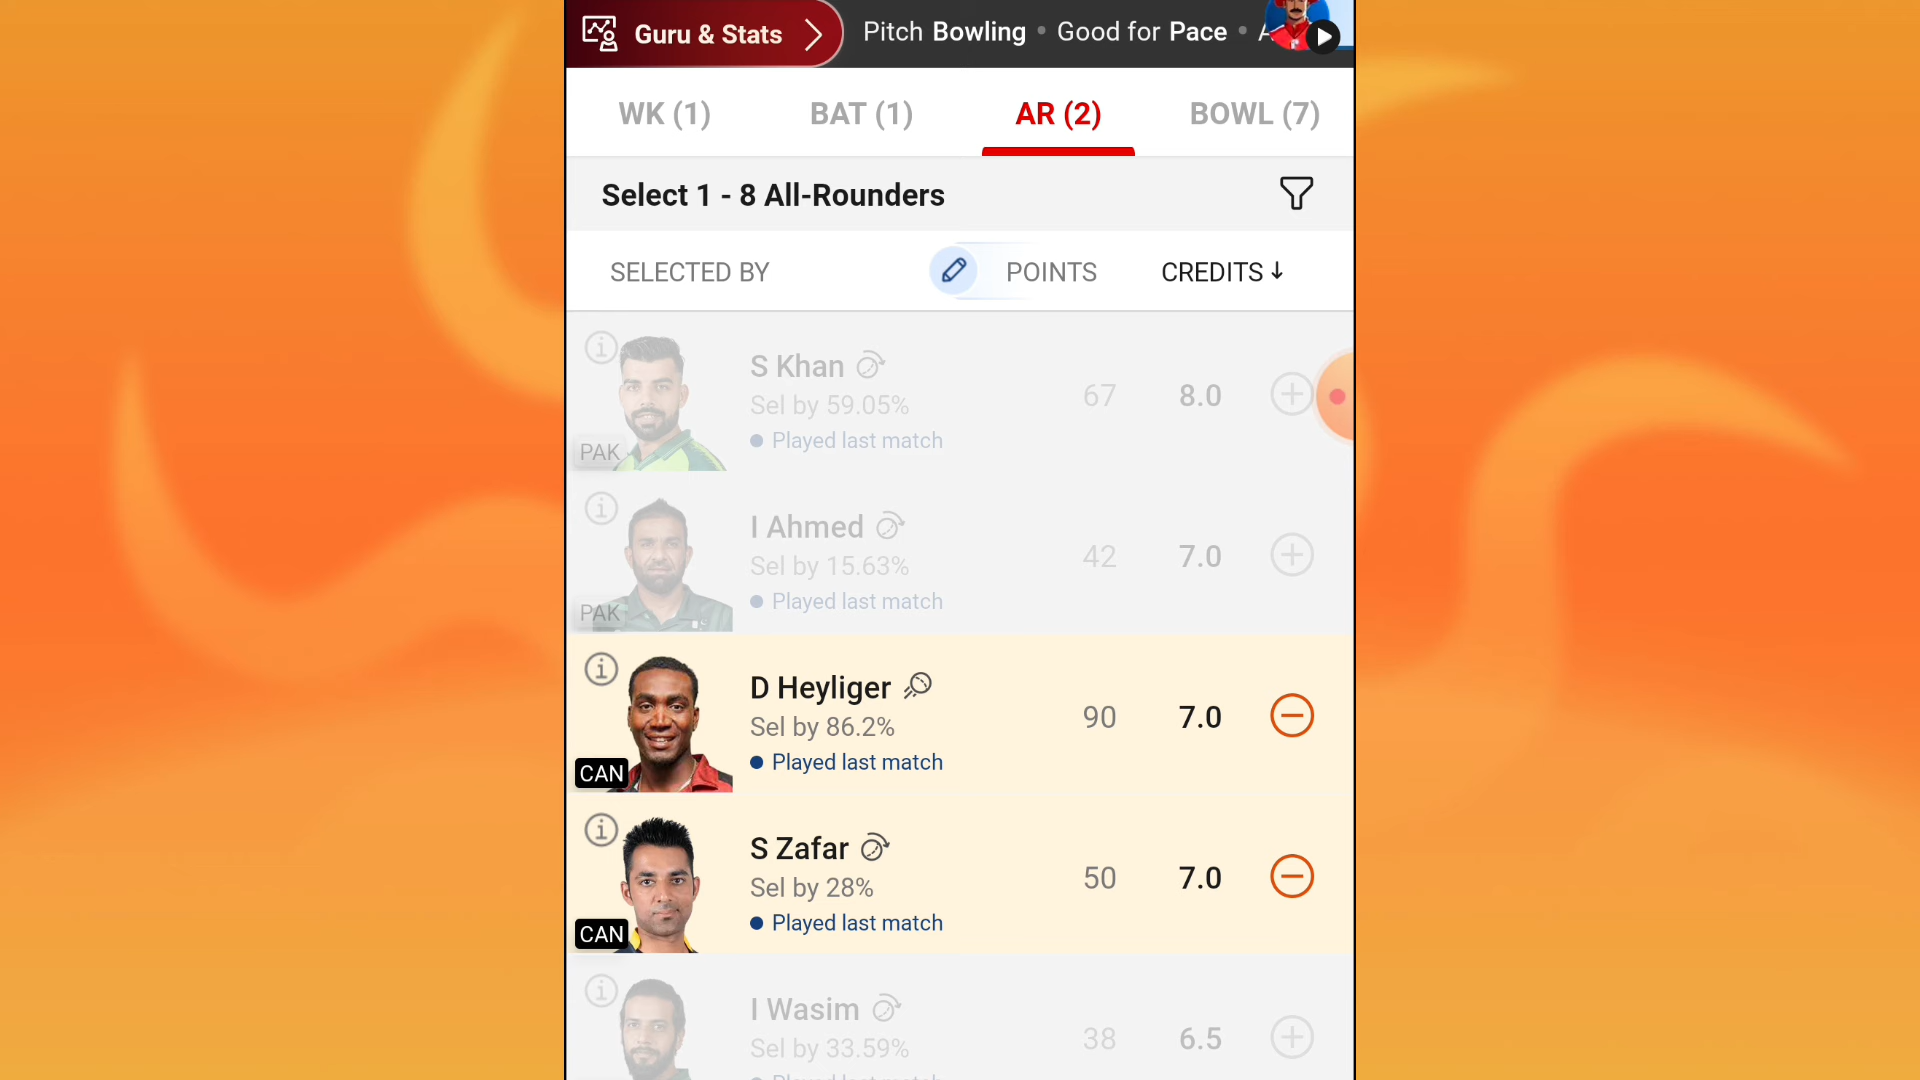 Guru & Stats
Pitch Bowling • Good for Pace •
WK (1) BAT (1) AR (2) BOWL (7)
Select 1 - 8 All-Rounders
SELECTED BY POINTS CREDITS ↓
S Khan
Sel by 59.05% 67 8.0
Played last match
PAK
I Ahmed
Sel by 15.63% 42 7.0
Played last match
PAK
D Heyliger
Sel by 86.2% 90 7.0
Played last match
CAN
S Zafar
Sel by 28% 50 7.0
Played last match
CAN
I Wasim
Sel by 33.59% 38 6.5